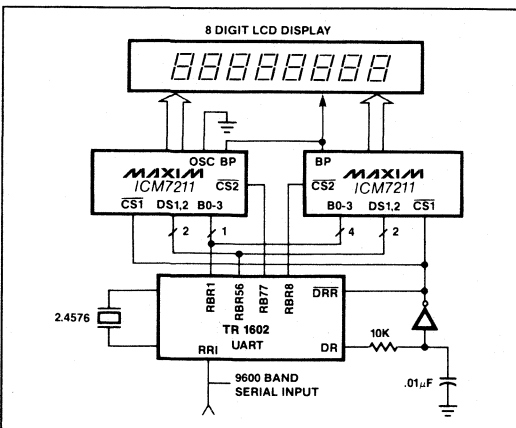 8 DIGIT LCD DISPLAY
88888888
OSC BP
BP
MAXIM
ICM7211
CS2
CS1 DS1,2 B0-3
MAXIM
CS2
ICM7211
B0-3 DS1,2 CS1
2
1
4
2
RBR1
RBR56
RB77
RBR8
DRR
2.4576
TR 1602
UART
RRI
DR
10K
.01μF
9600 BAND
SERIAL INPUT